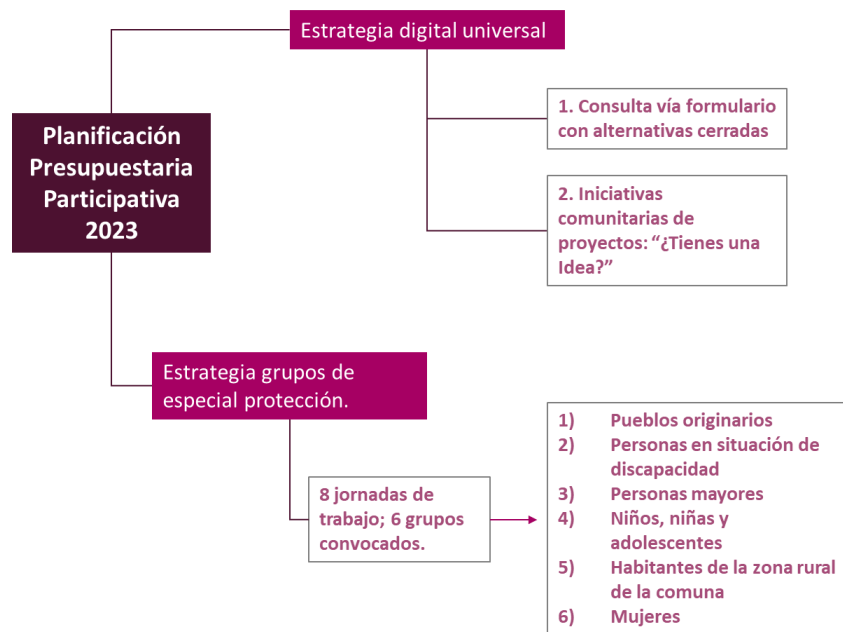 Estrategia digital universal
Planificación
Presupuestaria
Participativa
2023
1. Consulta vía formulario
con alternativas cerradas
2. Iniciativas
comunitarias de
proyectos: “¿Tienes una
Idea?”
Estrategia grupos de
especial protección.
8 jornadas de
trabajo; 6 grupos
convocados.
1) Pueblos originarios
2) Personas en situación de
discapacidad
3) Personas mayores
4) Niños, niñas y
adolescentes
5) Habitantes de la zona rural
de la comuna
6) Mujeres